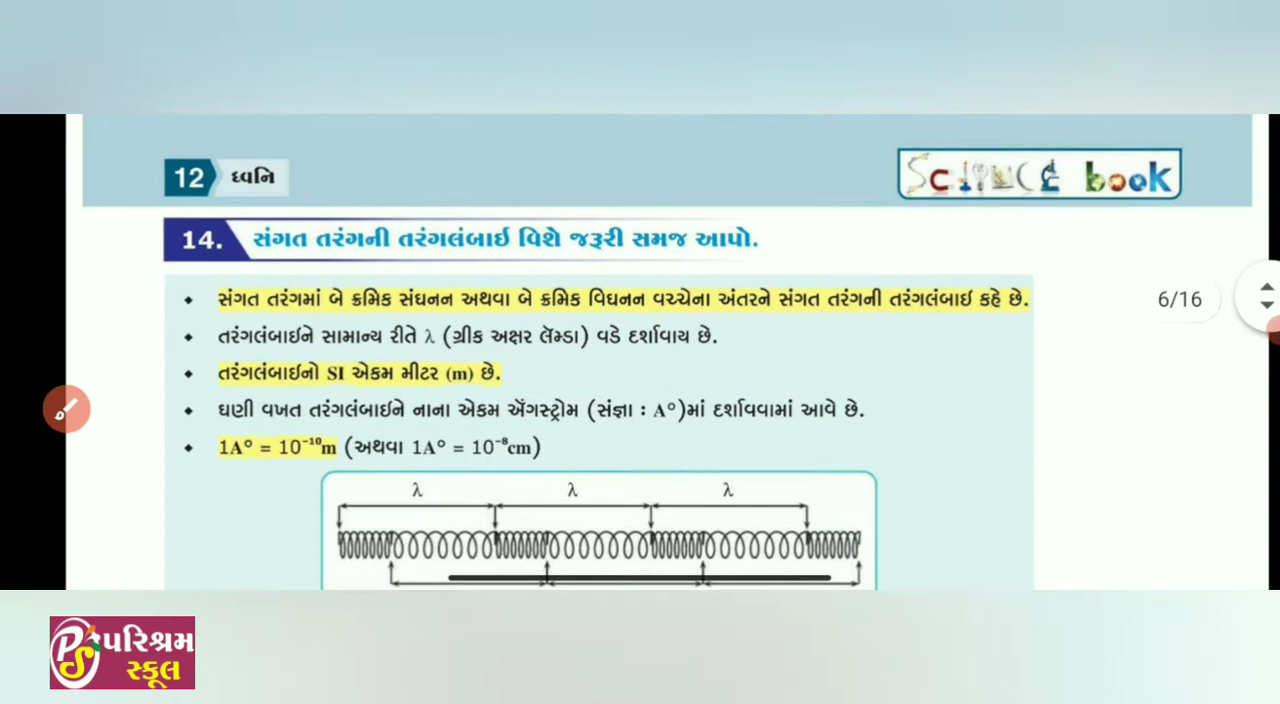 12 ધ્વનિ
SCIENCE book
14. સંગત તરંગની તરંગલંબાઈ વિશે જરૂરી સમજ આપો.
◆ સંગત તરંગમાં બે ક્રમિક સંઘનન અથવા બે ક્રમિક વિઘનન વચ્ચેના અંતરને સંગત તરંગની તરંગલંબાઈ કહે છે.
6/16
◆ તરંગલંબાઈને સામાન્ય રીતે λ (ગ્રીક અક્ષર લૅમ્ડા) વડે દર્શાવાય છે.
◆ તરંગલંબાઈનો SI એકમ મીટર (m) છે.
◆ ઘણી વખત તરંગલંબાઈને નાના એકમ ઍંગસ્ટ્રોમ (સંજ્ઞા : A°)માં દર્શાવવામાં આવે છે.
◆ 1A° = 10⁻¹⁰m (અથવા 1A° = 10⁻⁸cm)
λ λ λ
PS પરિશ્રમ
સ્કૂલ